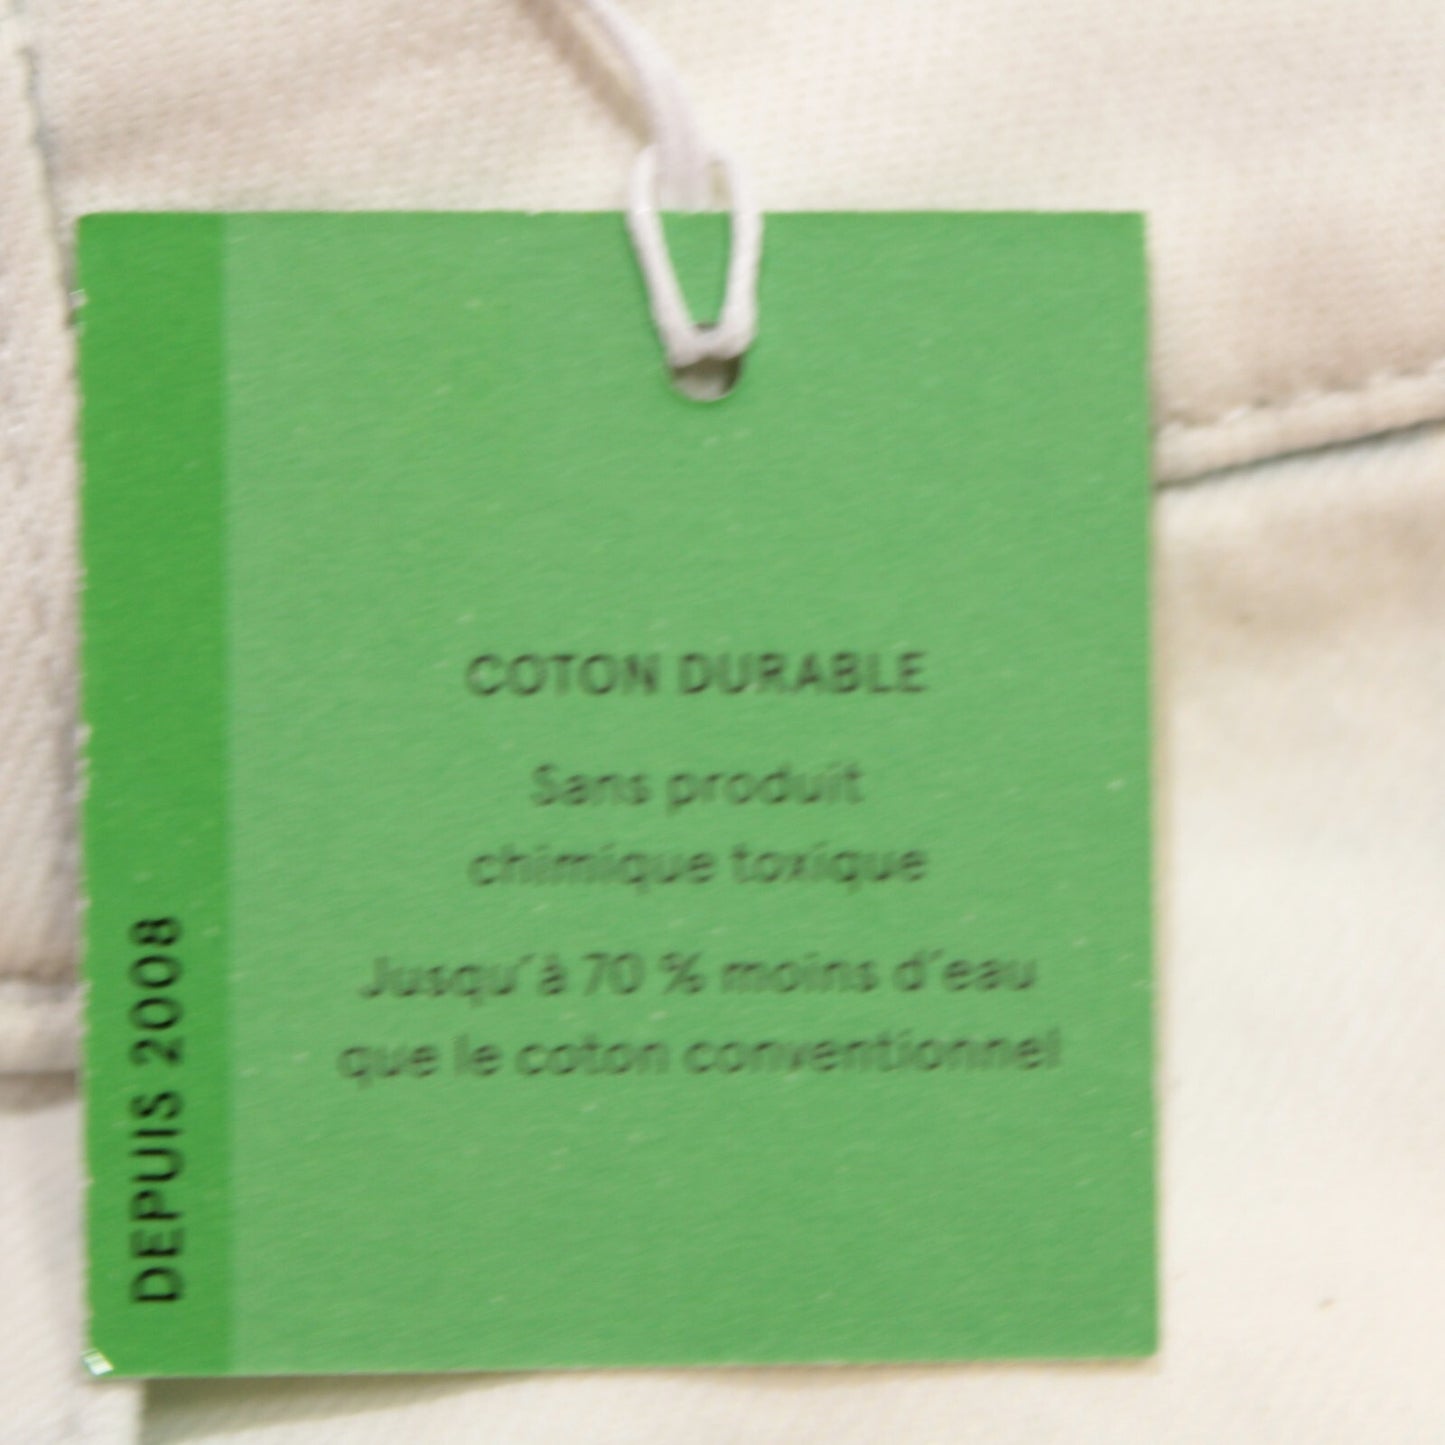 COTON DURABLE
Sans produit
chimique toxique
Jusqu'à 70 % moins d'eau
que le coton conventionnel
DEPUIS 2008